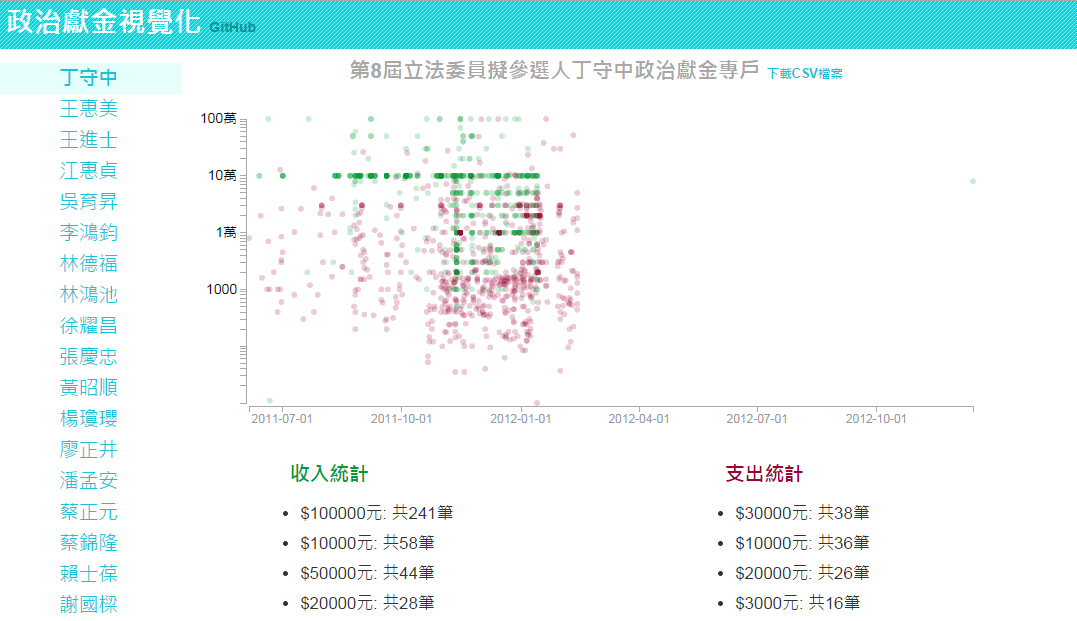 政治獻金視覺化 GitHub
丁守中
王惠美
王進士
江惠貞
吳育昇
李鴻鈞
林德福
林鴻池
徐耀昌
張慶忠
黃昭順
楊瓊瓔
廖正井
潘孟安
蔡正元
蔡錦隆
賴士葆
謝國樑
第8屆立法委員擬參選人丁守中政治獻金專戶 下載CSV檔案
100萬
10萬
1萬
1000
2011-07-01 2011-10-01 2012-01-01 2012-04-01 2012-07-01 2012-10-01
收入統計
$100000元: 共241筆
$10000元: 共58筆
$50000元: 共44筆
$20000元: 共28筆
支出統計
$30000元: 共38筆
$10000元: 共36筆
$20000元: 共26筆
$3000元: 共16筆